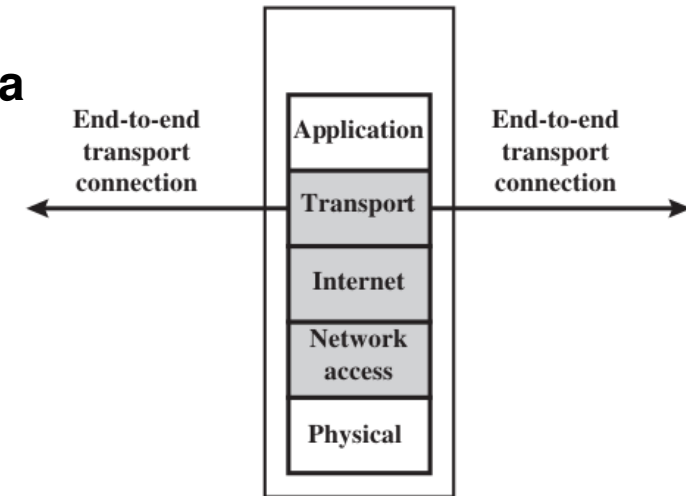 a
End-to-end
transport
connection
Application
Transport
Internet
Network
access
Physical
End-to-end
transport
connection